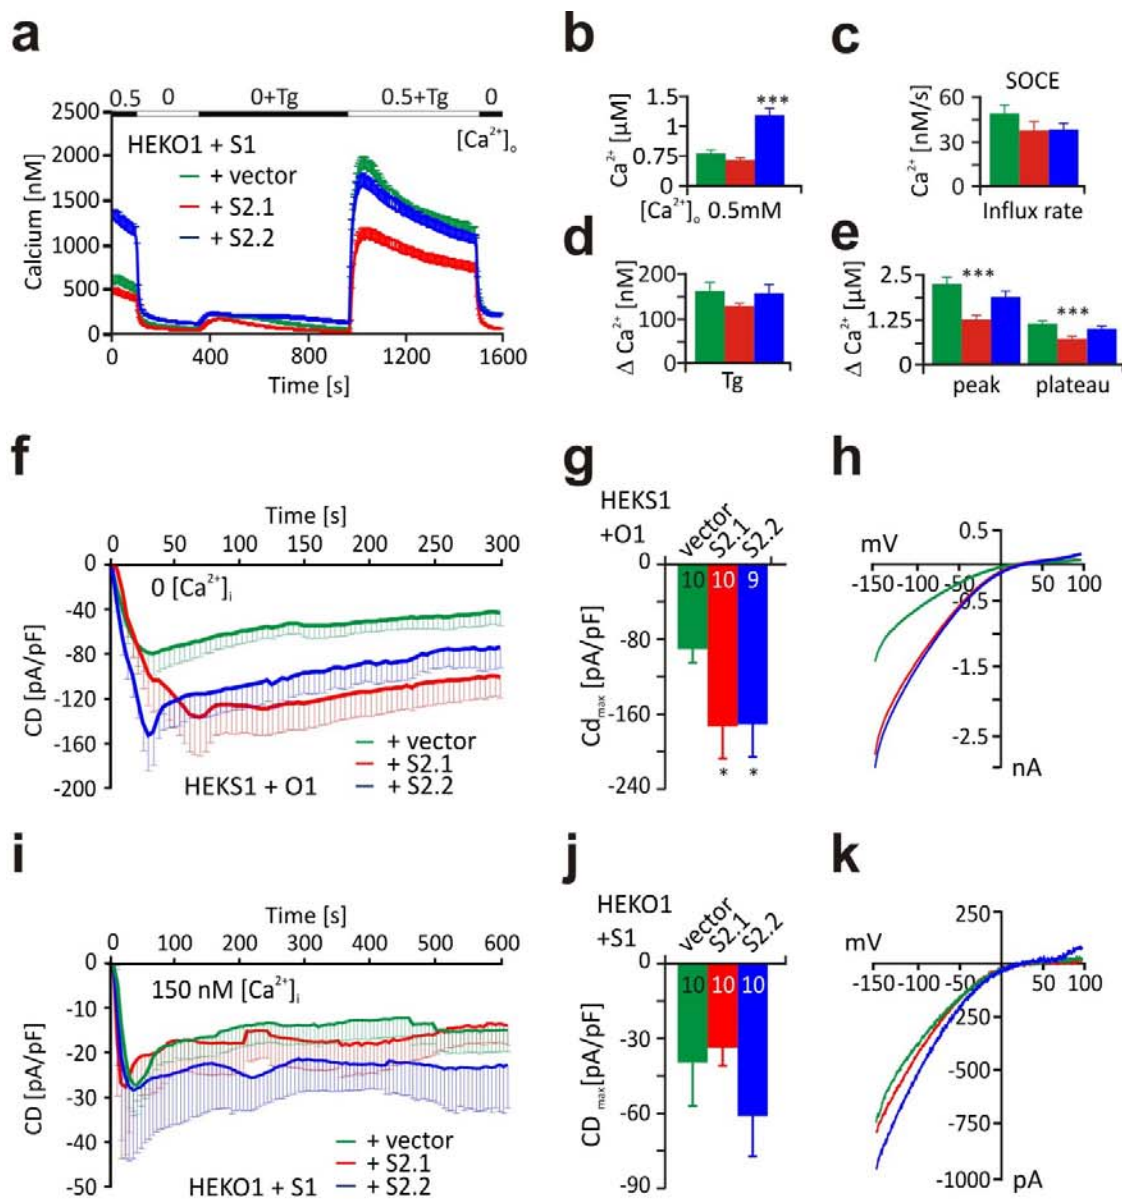 a
0.5 0 0+Tg 0.5+Tg 0
[Ca²⁺]ₒ
HEKO1 + S1
+ vector
+ S2.1
+ S2.2
Calcium [nM]
2500
2000
1500
1000
500
0
0 400 800 1200 1600
Time [s]
b
Ca²⁺ [µM]
1.5
1
0.75
0
***
[Ca²⁺]ₒ 0.5mM
c
SOCE
Ca²⁺ [nM/s]
60
30
0
Influx rate
d
Δ Ca²⁺ [nM]
200
100
0
Tg
e
Δ Ca²⁺ [µM]
2.5
1.25
0
***
***
peak plateau
f
Time [s]
0 50 100 150 200 250 300
0 [Ca²⁺]ᵢ
CD [pA/pF]
0
-40
-80
-120
-160
-200
+ vector
+ S2.1
+ S2.2
HEKS1 + O1
g
HEKS1
+O1
vector
S2.1
S2.2
10 10 9
Cd max [pA/pF]
0
-80
-160
-240
* *
h
mV
0.5
-150 -100 -50 50 100
-0.5
-1.5
-2.5
nA
i
Time [s]
0 100 200 300 400 500 600
150 nM [Ca²⁺]ᵢ
CD [pA/pF]
0
-10
-20
-30
-40
-50
+ vector
+ S2.1
+ S2.2
HEKO1 + S1
j
HEKO1
+S1
vector
S2.1
S2.2
10 10 10
CD max [pA/pF]
0
-30
-60
-90
k
mV
250
-150 -100 -50 50 100
-250
-500
-750
-1000
pA